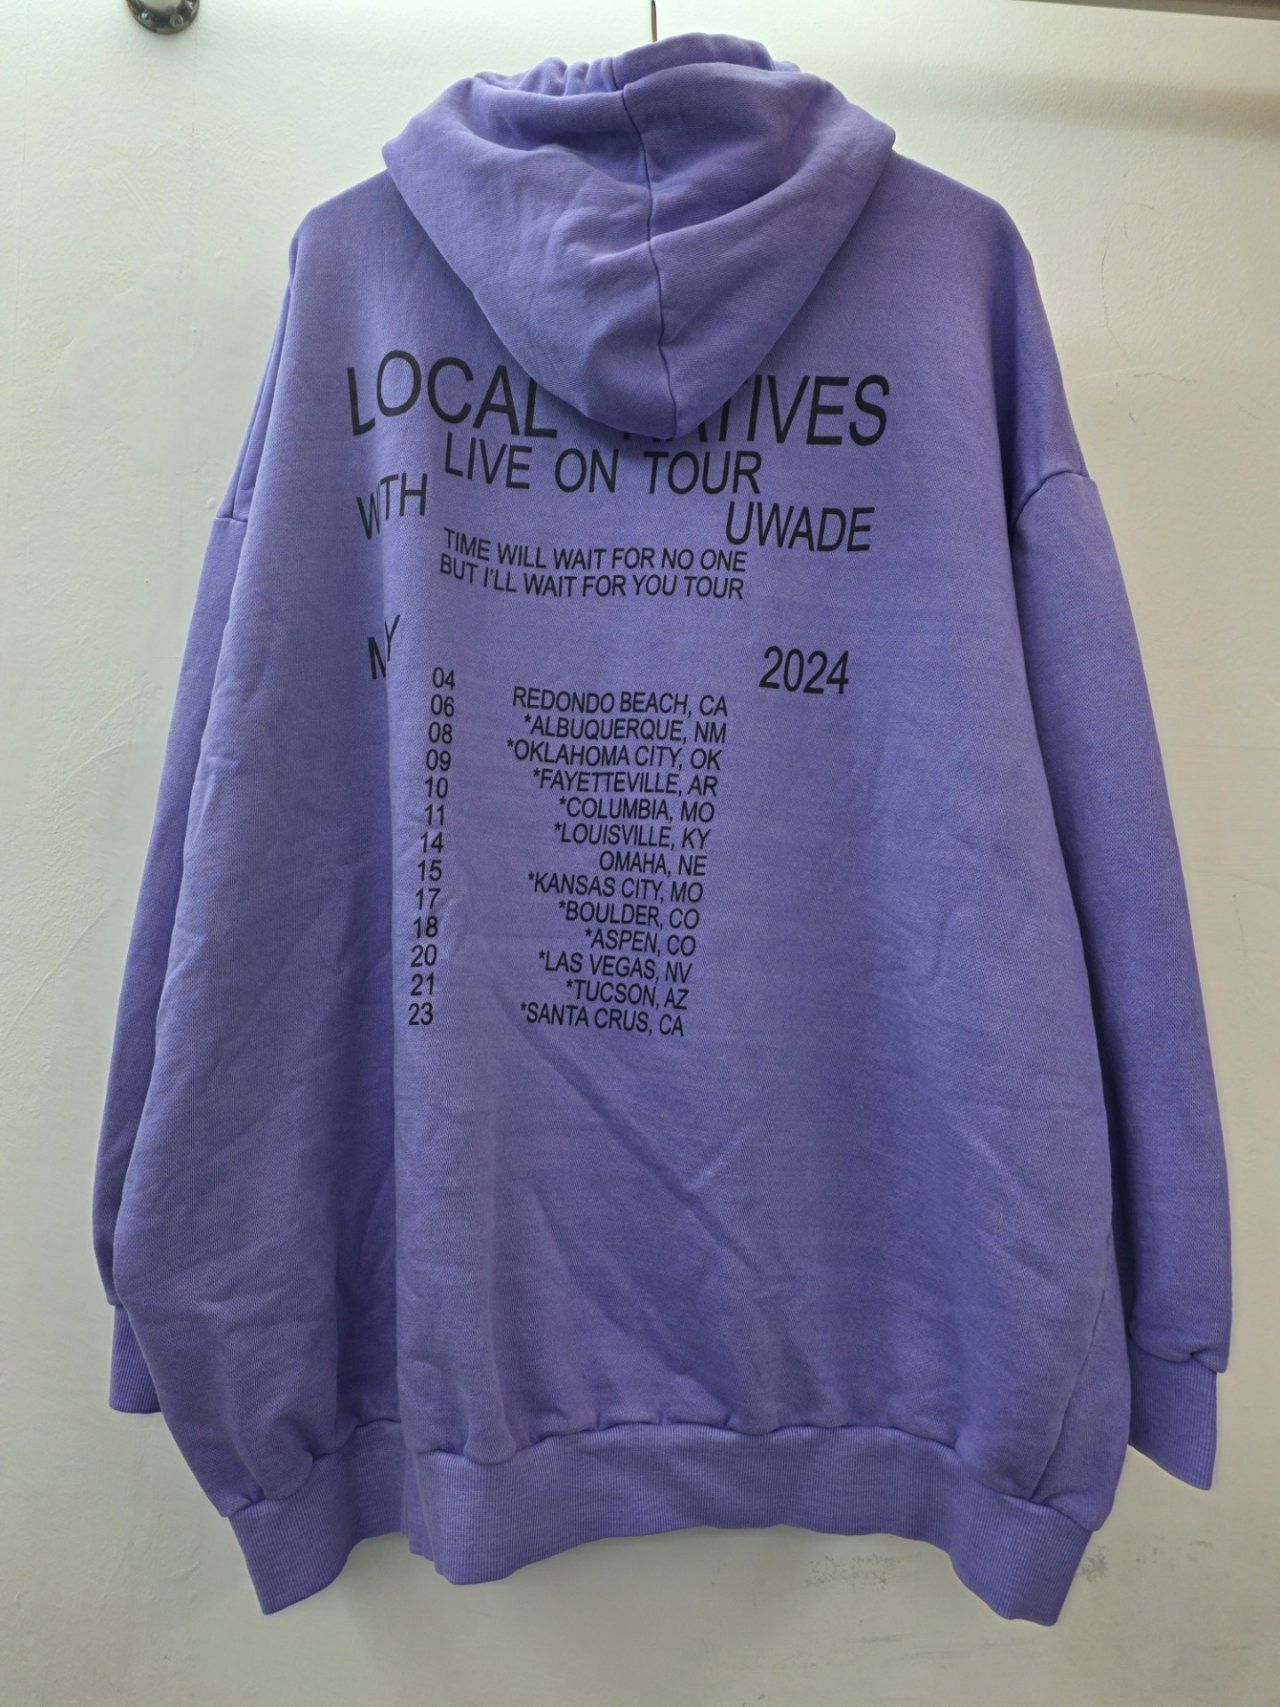 LOCAL NATIVES
LIVE ON TOUR
WITH UWADE
TIME WILL WAIT FOR NO ONE
BUT I'LL WAIT FOR YOU TOUR
2024
04 REDONDO BEACH, CA
06 *ALBUQUERQUE, NM
08 *OKLAHOMA CITY, OK
09 *FAYETTEVILLE, AR
10 *COLUMBIA, MO
11 *LOUISVILLE, KY
14 OMAHA, NE
15 *KANSAS CITY, MO
17 *BOULDER, CO
18 *ASPEN, CO
20 *LAS VEGAS, NV
21 *TUCSON, AZ
23 *SANTA CRUS, CA